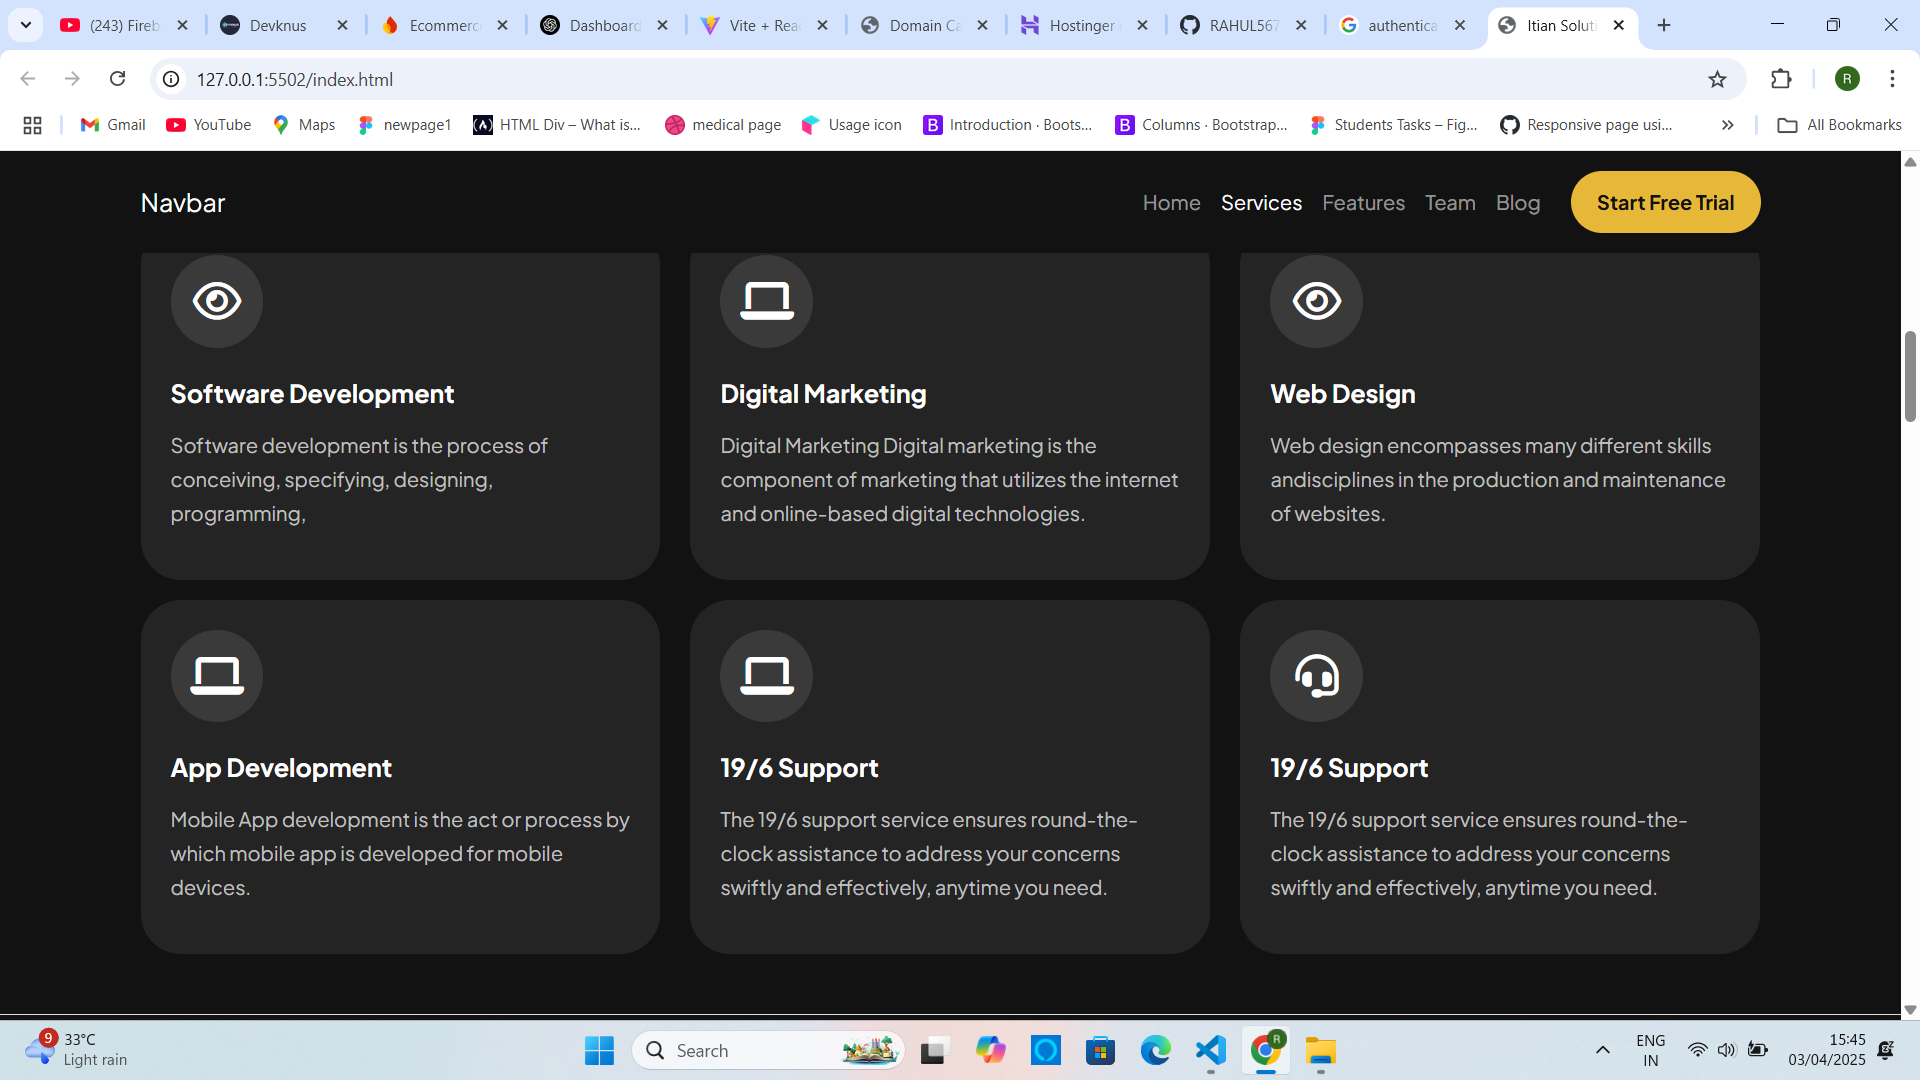 (243) Fireb
Devknus
Ecommerc
Dashboard
Vite + Rea
Domain Ca
Hostinger
RAHUL567
authentica
Itian Soluti
127.0.0.1:5502/index.html
R
Gmail
YouTube
Maps
newpage1
HTML Div – What is...
medical page
Usage icon
B Introduction · Boots...
B Columns · Bootstrap...
Students Tasks – Fig...
Responsive page usi...
All Bookmarks
Navbar
Home
Services
Features
Team
Blog
Start Free Trial
Software Development
Software development is the process of
conceiving, specifying, designing,
programming,
Digital Marketing
Digital Marketing Digital marketing is the
component of marketing that utilizes the internet
and online-based digital technologies.
Web Design
Web design encompasses many different skills
anddisciplines in the production and maintenance
of websites.
App Development
Mobile App development is the act or process by
which mobile app is developed for mobile
devices.
19/6 Support
The 19/6 support service ensures round-the-
clock assistance to address your concerns
swiftly and effectively, anytime you need.
19/6 Support
The 19/6 support service ensures round-the-
clock assistance to address your concerns
swiftly and effectively, anytime you need.
9
33°C
Light rain
Search
R
ENG
IN
15:45
03/04/2025